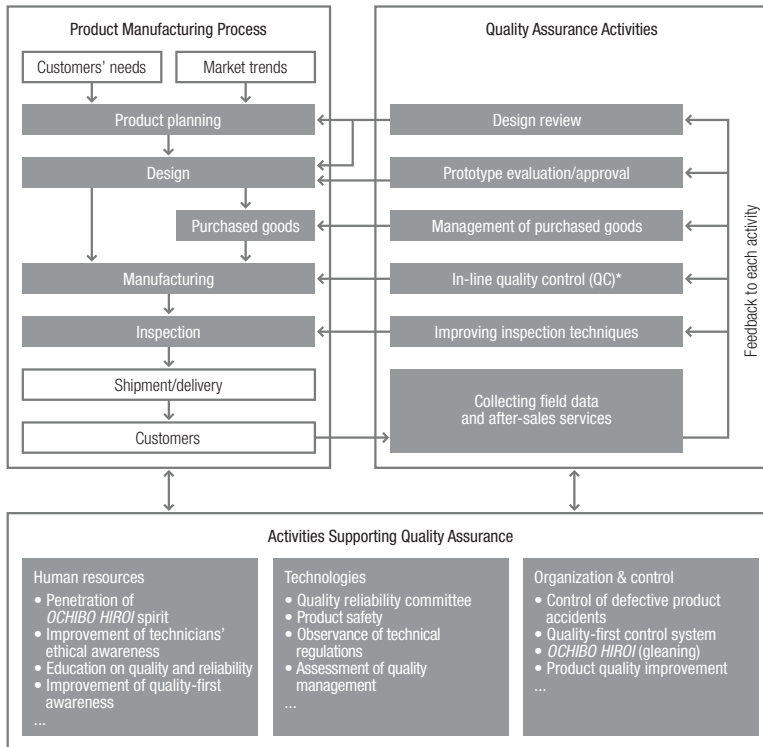 Product Manufacturing Process
Customers’ needs
Market trends
Product planning
Design
Purchased goods
Manufacturing
Inspection
Shipment/delivery
Customers
Quality Assurance Activities
Design review
Prototype evaluation/approval
Management of purchased goods
In-line quality control (QC)*
Improving inspection techniques
Collecting field data
and after-sales services
Feedback to each activity
Activities Supporting Quality Assurance
Human resources
• Penetration of
OCHIBO HIROI spirit
• Improvement of technicians’
ethical awareness
• Education on quality and reliability
• Improvement of quality-first
awareness
...
Technologies
• Quality reliability committee
• Product safety
• Observance of technical
regulations
• Assessment of quality
management
...
Organization & control
• Control of defective product
accidents
• Quality-first control system
• OCHIBO HIROI (gleaning)
• Product quality improvement
...